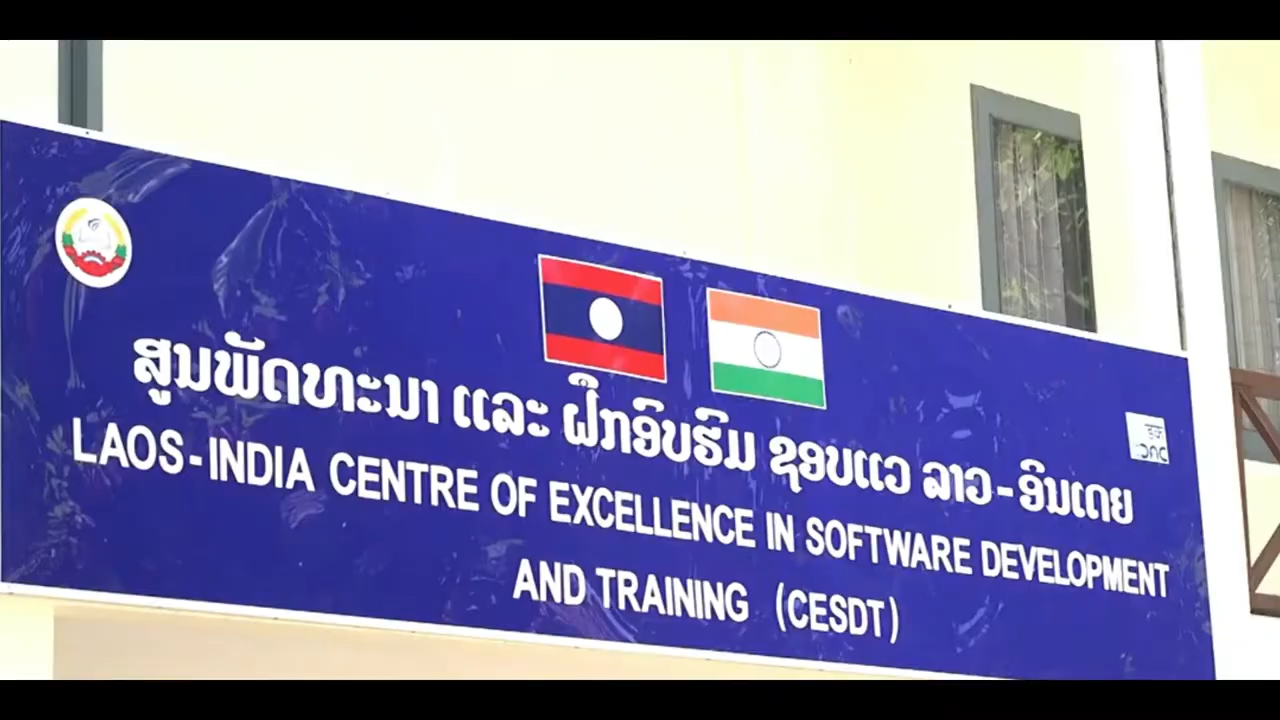 ສູນພັດທະນາ ແລະ ຝຶກອົບຮົມ ຊອບແວ ລາວ-ອິນເດຍ
LAOS-INDIA CENTRE OF EXCELLENCE IN SOFTWARE DEVELOPMENT
AND TRAINING (CESDT)